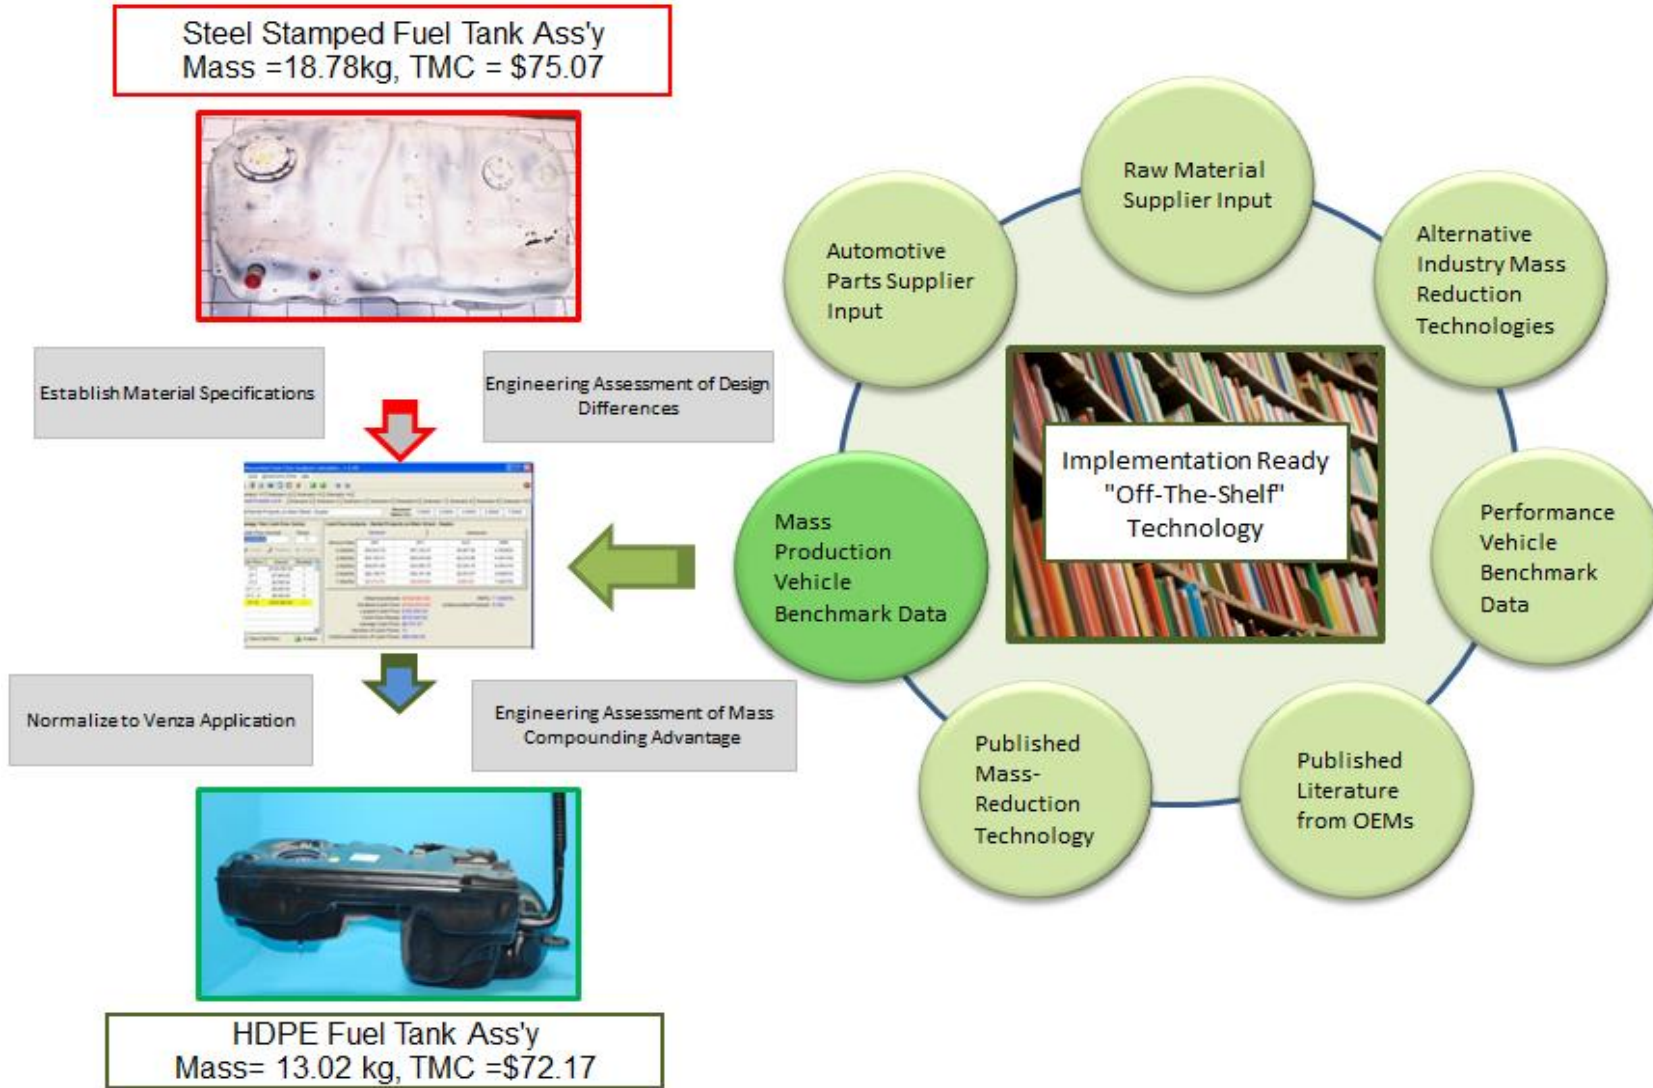 Steel Stamped Fuel Tank Ass'y
Mass =18.78kg, TMC = $75.07
Establish Material Specifications
Engineering Assessment of Design
Differences
Normalize to Venza Application
Engineering Assessment of Mass
Compounding Advantage
HDPE Fuel Tank Ass'y
Mass= 13.02 kg, TMC =$72.17
Raw Material
Supplier Input
Automotive
Parts Supplier
Input
Alternative
Industry Mass
Reduction
Technologies
Implementation Ready
"Off-The-Shelf"
Technology
Mass
Production
Vehicle
Benchmark Data
Performance
Vehicle
Benchmark
Data
Published
Mass-
Reduction
Technology
Published
Literature
from OEMs